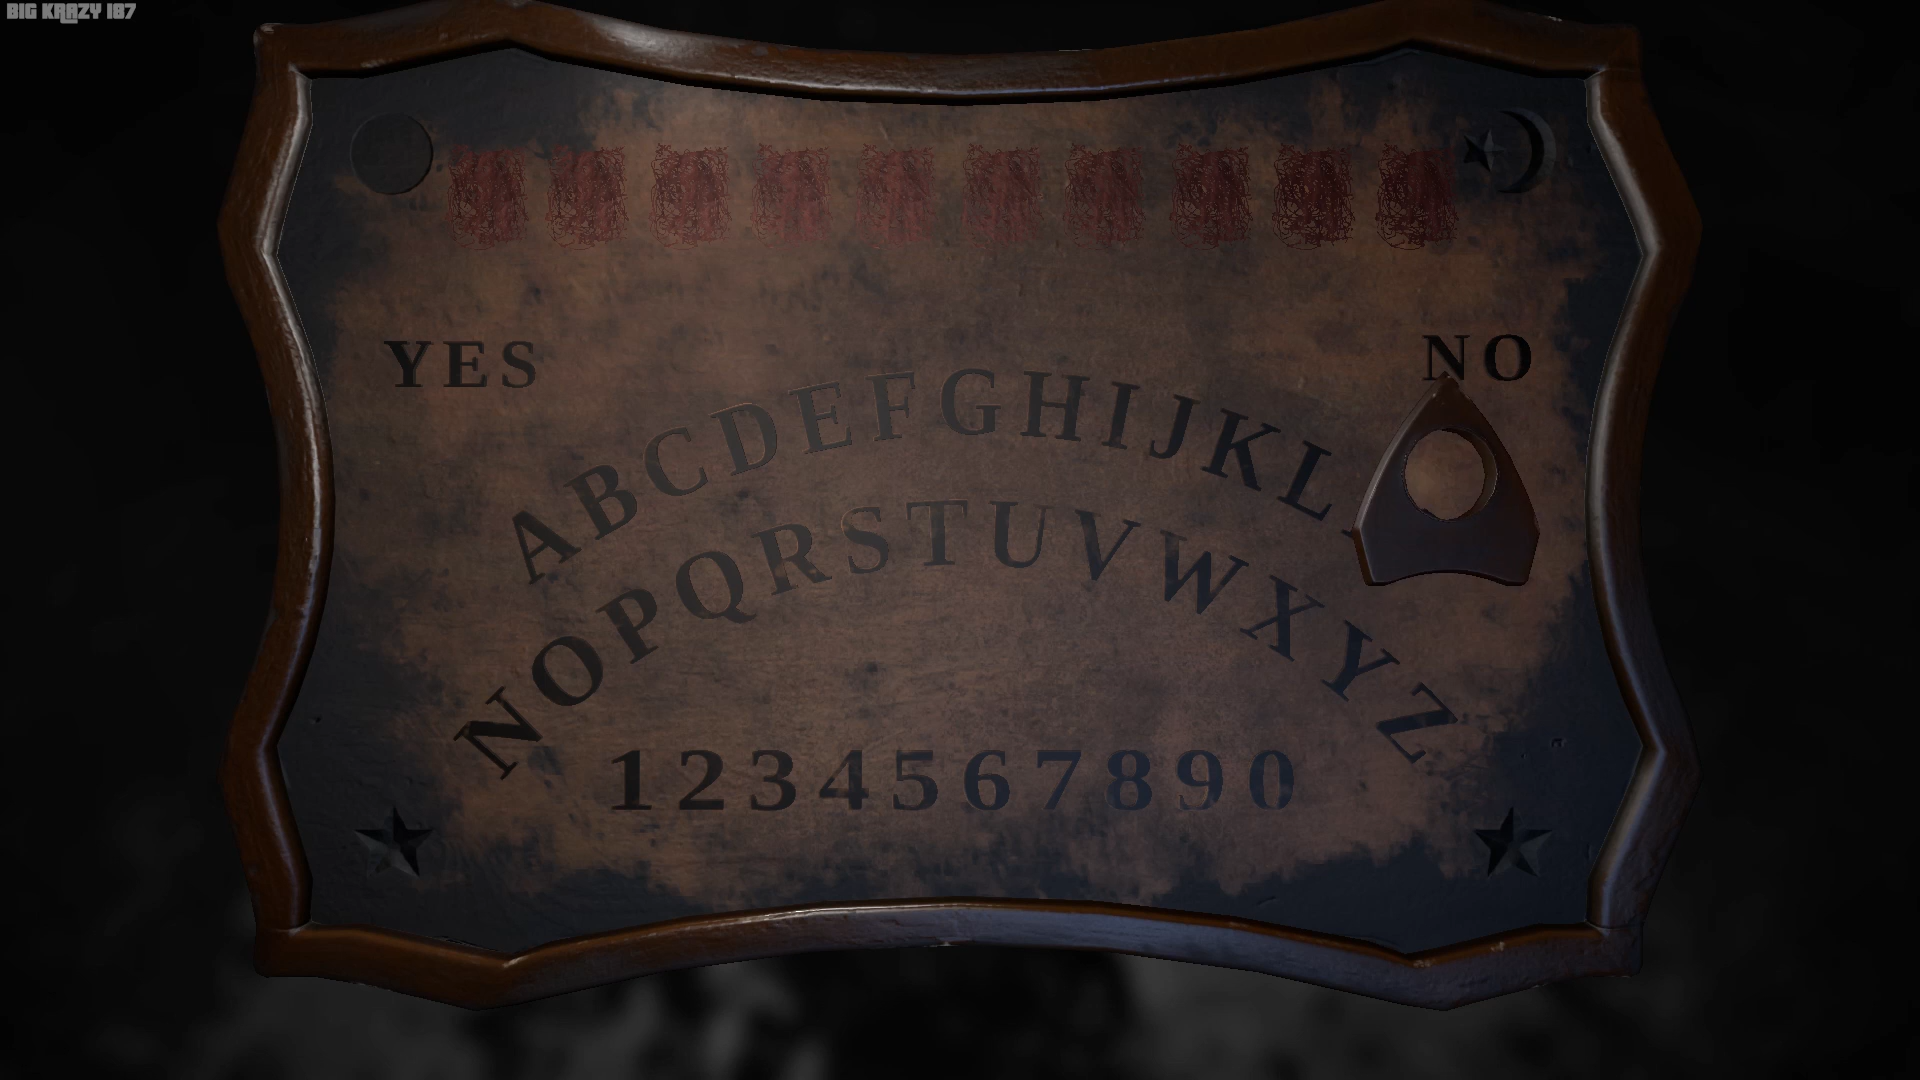 BIG KRAZY 187
YES NO
ABCDEFGHIJKL
NOPQRSTUVWXYZ
1234567890